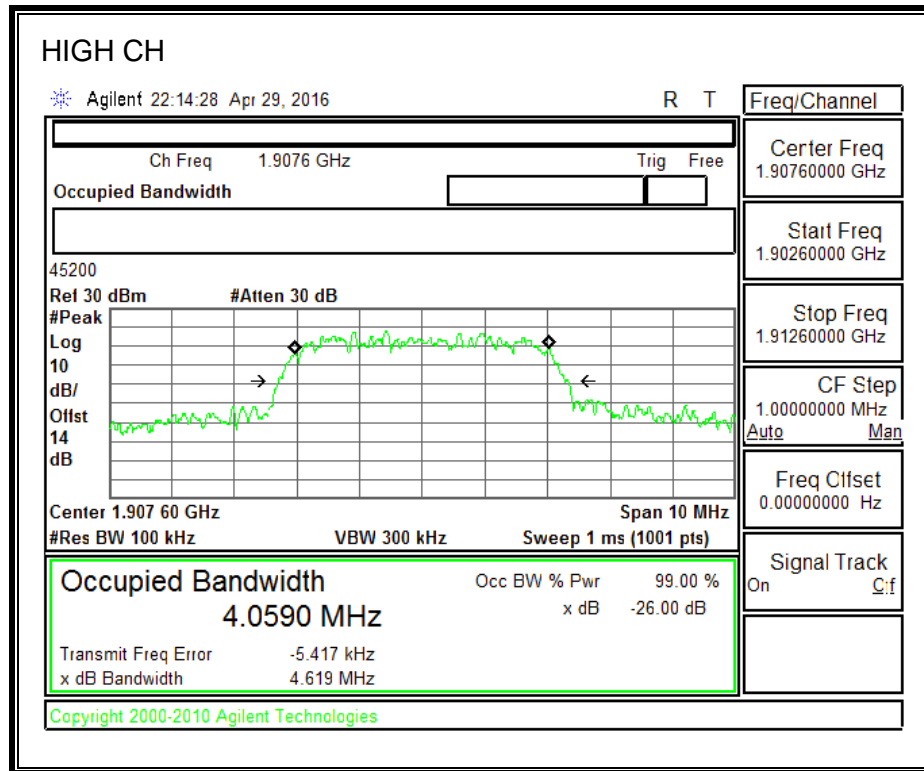 HIGH CH
Agilent 22:14:28 Apr 29, 2016 R T
Freq/Channel
Ch Freq 1.9076 GHz Trig Free
Occupied Bandwidth
45200
Ref 30 dBm #Atten 30 dB
#Peak
Log
10
dB/
Offst
14
dB
Center 1.907 60 GHz Span 10 MHz
#Res BW 100 kHz VBW 300 kHz Sweep 1 ms (1001 pts)
Occupied Bandwidth Occ BW % Pwr 99.00 %
4.0590 MHz x dB -26.00 dB
Transmit Freq Error -5.417 kHz
x dB Bandwidth 4.619 MHz
Copyright 2000-2010 Agilent Technologies
Center Freq
1.90760000 GHz
Start Freq
1.90260000 GHz
Stop Freq
1.91260000 GHz
CF Step
1.00000000 MHz
Auto Man
Freq Offset
0.00000000 Hz
Signal Track
On Off